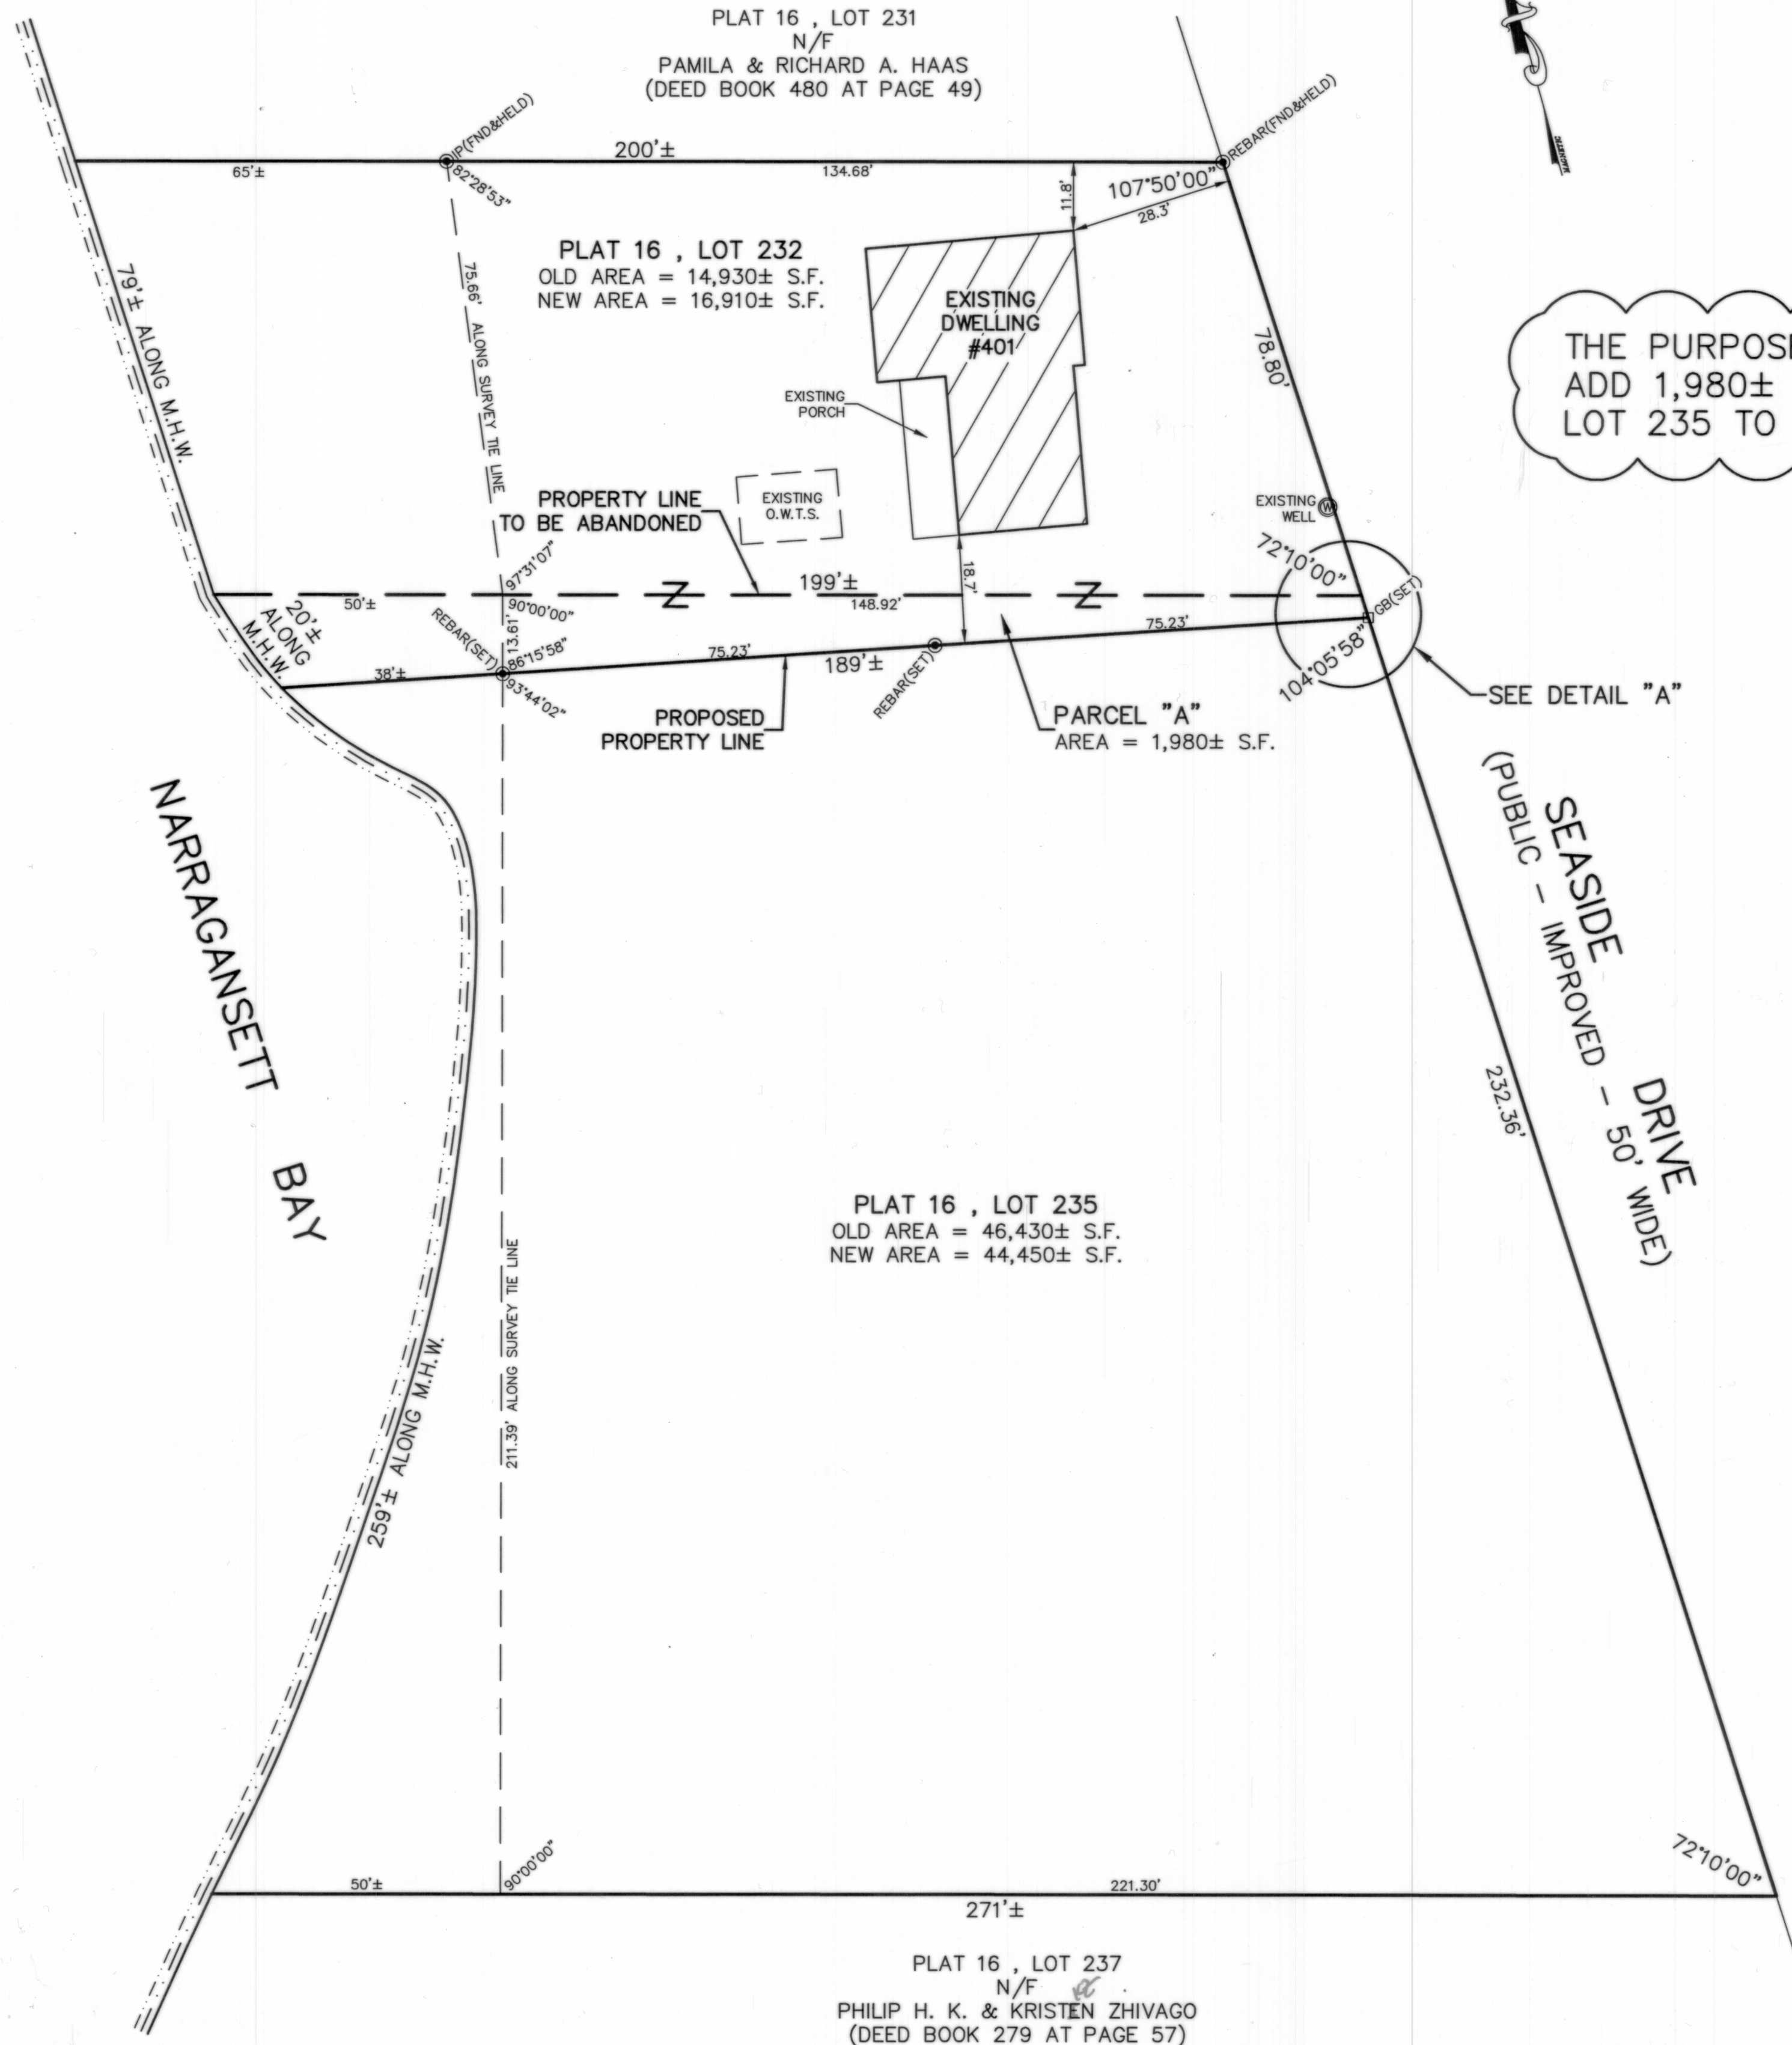 PLAT 16 , LOT 231
N/F
PAMILA & RICHARD A. HAAS
(DEED BOOK 480 AT PAGE 49)
MAGNETIC
IP(FND&HELD)
REBAR(FND&HELD)
200'±
65'±
82°28'53"
134.68'
11.8'
107°50'00"
28.3'
PLAT 16 , LOT 232
OLD AREA = 14,930± S.F.
NEW AREA = 16,910± S.F.
79'± ALONG M.H.W.
75.66' ALONG SURVEY TIE LINE
EXISTING
DWELLING
#401
78.80'
THE PURPOS
ADD 1,980±
LOT 235 TO
EXISTING
PORCH
EXISTING
O.W.T.S.
EXISTING
WELL
W
PROPERTY LINE
TO BE ABANDONED
97°31'07"
72°10'00"
199'±
18.7'
50'±
90°00'00"
148.92'
GB(SET)
20'±
ALONG
M.H.W.
REBAR(SET)
13.61'
86°15'58"
75.23'
75.23'
189'±
38'±
93°44'02"
REBAR(SET)
104°05'58"
SEE DETAIL "A"
PROPOSED
PROPERTY LINE
PARCEL "A"
AREA = 1,980± S.F.
NARRAGANSETT BAY
SEASIDE DRIVE
(PUBLIC - IMPROVED - 50' WIDE)
232.36'
PLAT 16 , LOT 235
OLD AREA = 46,430± S.F.
NEW AREA = 44,450± S.F.
211.39' ALONG SURVEY TIE LINE
259'± ALONG M.H.W.
90°00'00"
72°10'00"
50'±
221.30'
271'±
PLAT 16 , LOT 237
N/F
PHILIP H. K. & KRISTEN ZHIVAGO
(DEED BOOK 279 AT PAGE 57)